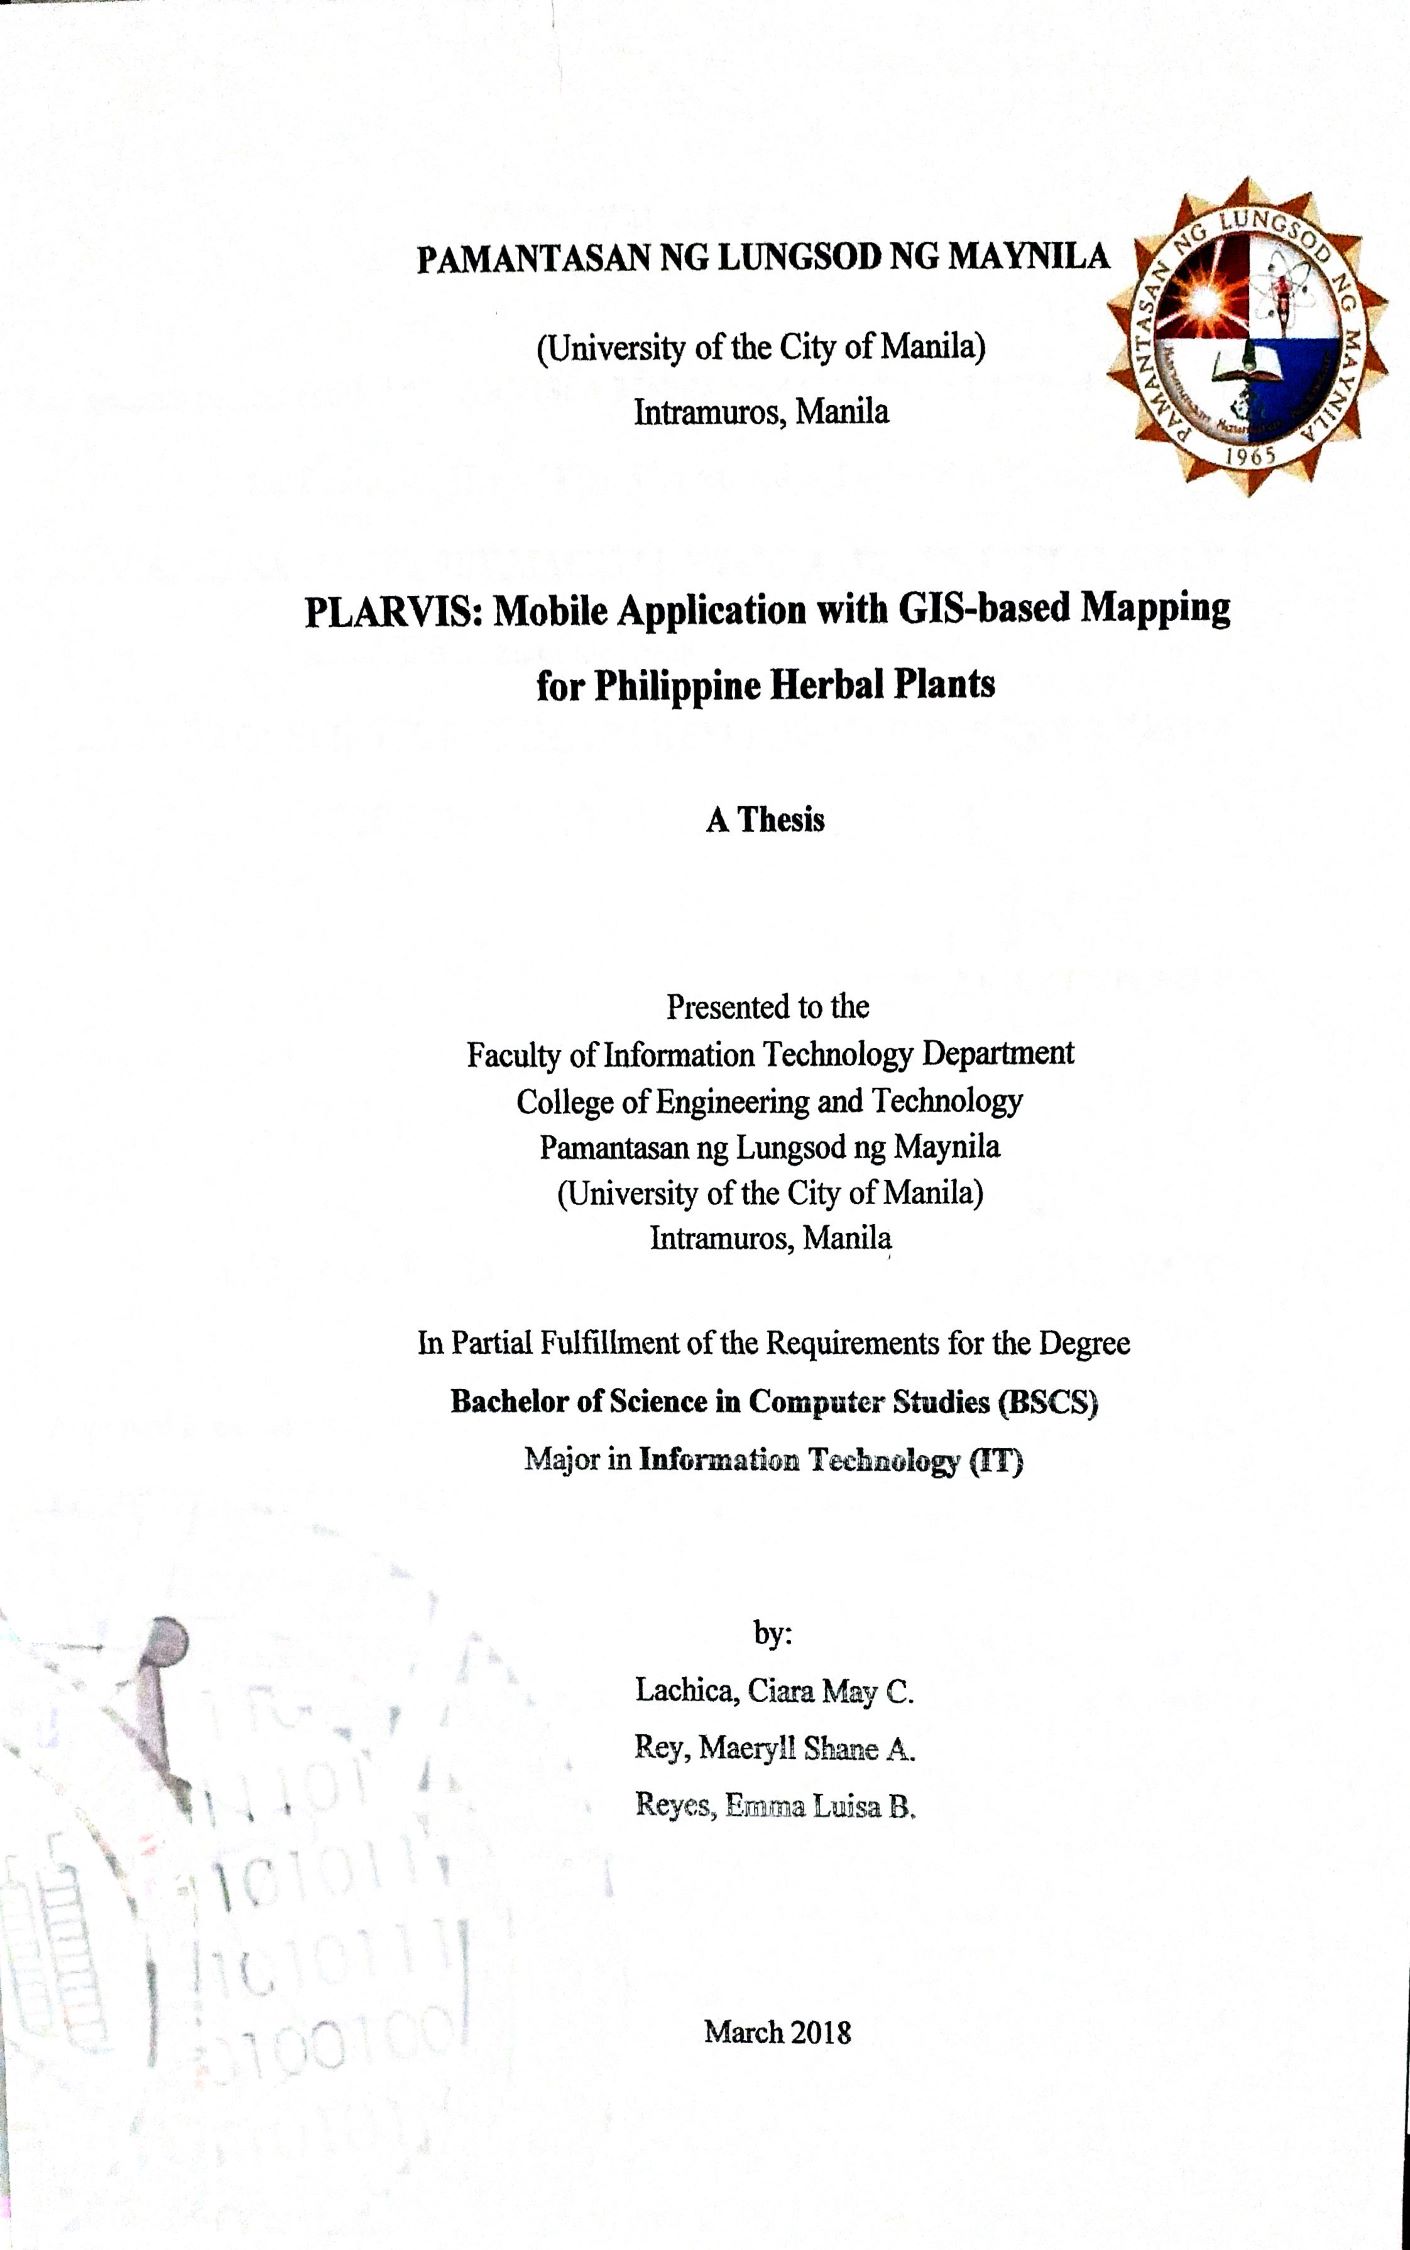 PAMANTASAN NG LUNGSOD NG MAYNILA
(University of the City of Manila)
Intramuros, Manila
PAMANTASAN NG LUNGSOD NG MAYNILA
1965
PLARVIS: Mobile Application with GIS-based Mapping
for Philippine Herbal Plants
A Thesis
Presented to the
Faculty of Information Technology Department
College of Engineering and Technology
Pamantasan ng Lungsod ng Maynila
(University of the City of Manila)
Intramuros, Manila
In Partial Fulfillment of the Requirements for the Degree
Bachelor of Science in Computer Studies (BSCS)
Major in Information Technology (IT)
by:
Lachica, Ciara May C.
Rey, Maeryll Shane A.
Reyes, Emma Luisa B.
March 2018